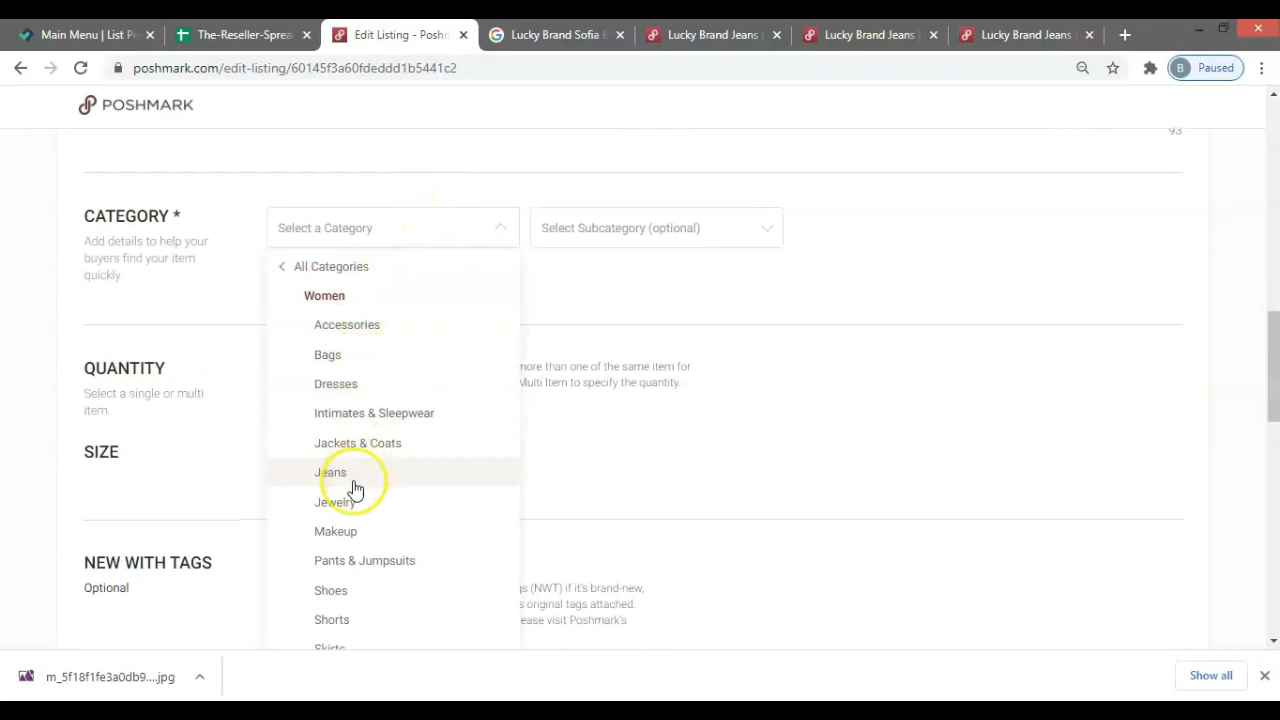 Main Menu | List P
The-Reseller-Sprea
Edit Listing - Poshm
Lucky Brand Sofia B
Lucky Brand Jeans |
Lucky Brand Jeans |
Lucky Brand Jeans |
poshmark.com/edit-listing/60145f3a60fdeddd1b5441c2
B Paused
POSHMARK
93
CATEGORY *
Add details to help your
buyers find your item
quickly.
Select a Category
Select Subcategory (optional)
All Categories
Women
Accessories
Bags
Dresses
Intimates & Sleepwear
Jackets & Coats
Jeans
Jewelry
Makeup
Pants & Jumpsuits
Shoes
Shorts
Skirts
QUANTITY
Select a single or multi
item.
more than one of the same item for
Multi Item to specify the quantity.
SIZE
NEW WITH TAGS
Optional
gs (NWT) if it's brand-new,
s original tags attached.
ease visit Poshmark's
m_5f18f1fe3a0db9....jpg
Show all